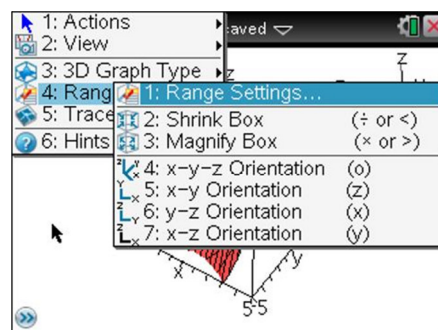 1: Actions
aved
2: View
3: 3D Graph Type
z
z
4: Rang
1: Range Settings...
5: Trace
2: Shrink Box (÷ or <)
6: Hints
3: Magnify Box (× or >)
4: x-y-z Orientation (o)
5: x-y Orientation (z)
6: y-z Orientation (x)
7: x-z Orientation (y)
x
y
5 5